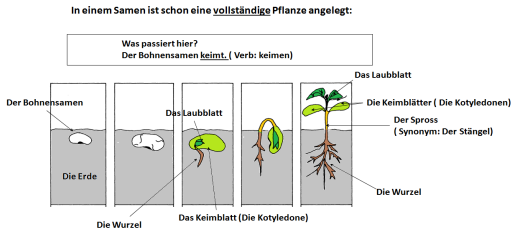 In einem Samen ist schon eine vollständige Pflanze angelegt:
Was passiert hier?
Der Bohnensamen keimt. ( Verb: keimen)
Das Laubblatt
Der Bohnensamen
Die Keimblätter ( Die Kotyledonen)
Das Laubblatt
Der Spross
( Synonym: Der Stängel)
Die Erde
Die Wurzel
Das Keimblatt (Die Kotyledone)
Die Wurzel